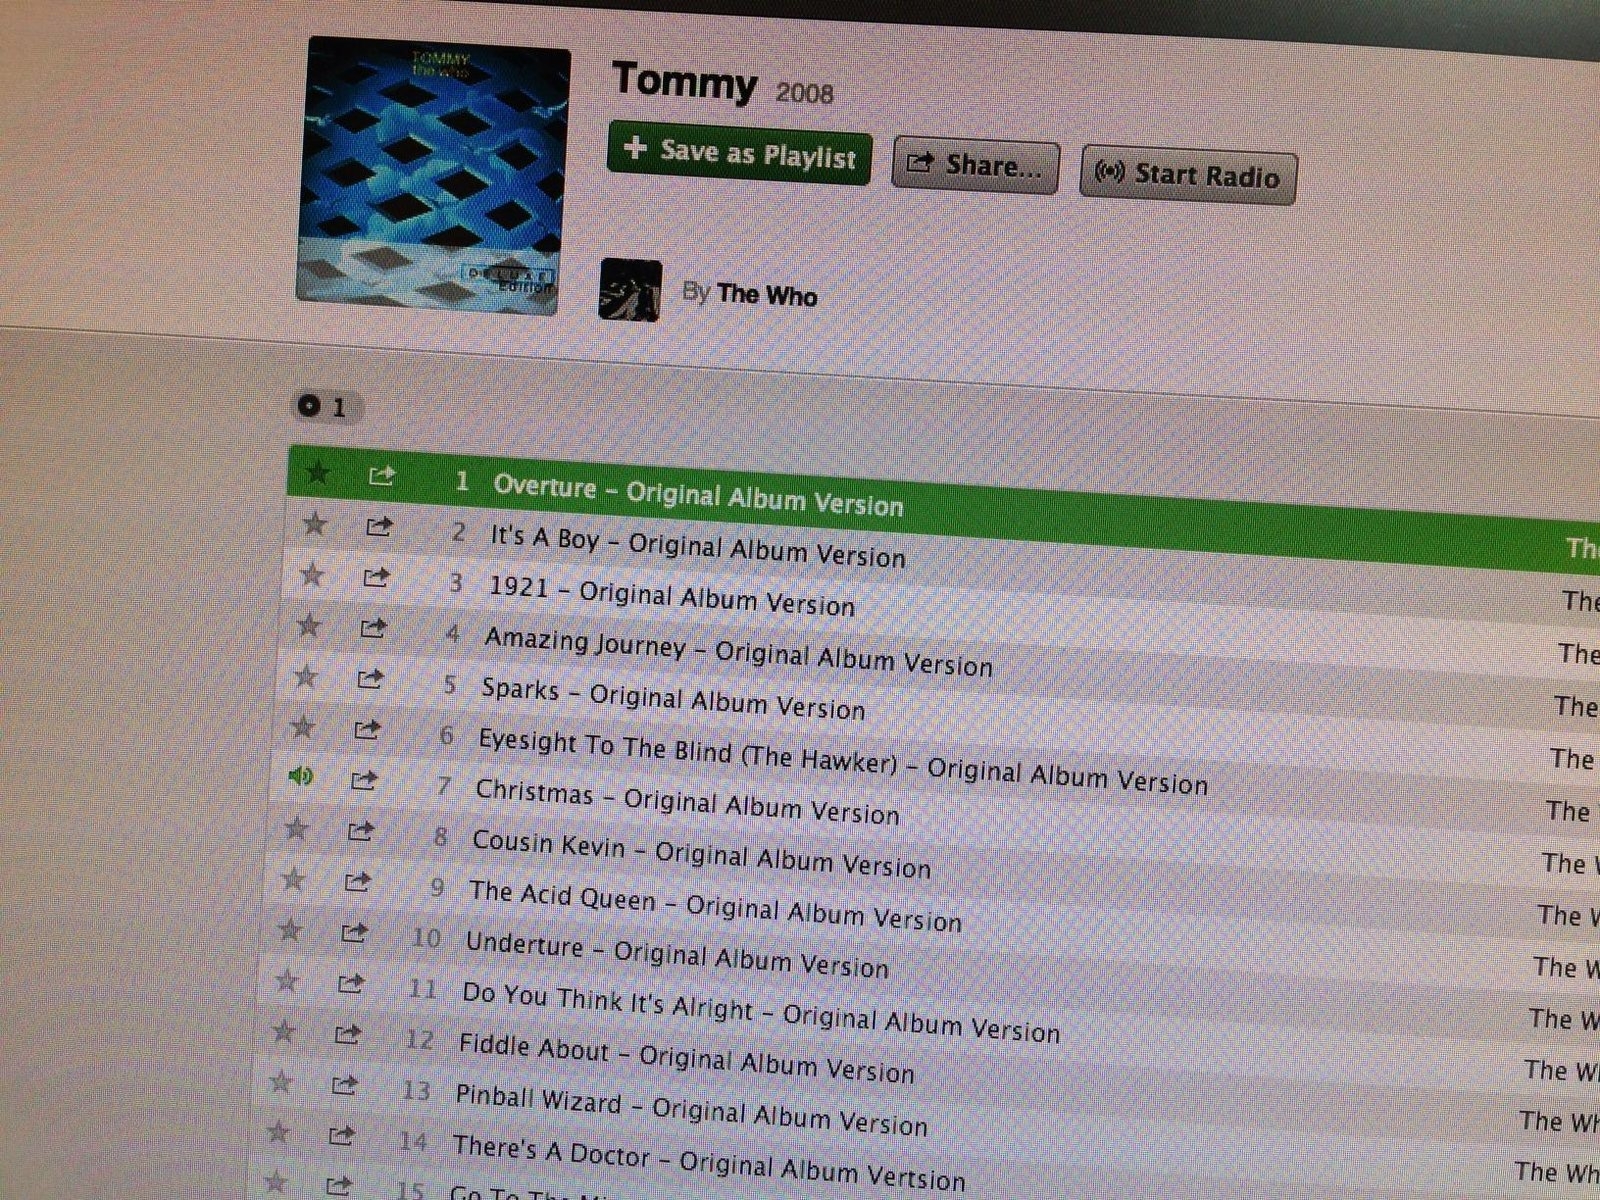 TOMMY
the who
DELUXE
Edition
Tommy 2008
+ Save as Playlist
Share...
Start Radio
By The Who
1
1 Overture – Original Album Version The
2 It's A Boy – Original Album Version The
3 1921 – Original Album Version The
4 Amazing Journey – Original Album Version The
5 Sparks – Original Album Version The
6 Eyesight To The Blind (The Hawker) – Original Album Version The
7 Christmas – Original Album Version The W
8 Cousin Kevin – Original Album Version The W
9 The Acid Queen – Original Album Version The W
10 Underture – Original Album Version The W
11 Do You Think It's Alright – Original Album Version The W
12 Fiddle About – Original Album Version The Wh
13 Pinball Wizard – Original Album Version The Wh
14 There's A Doctor – Original Album Vertsion The Wh
15 Go To The